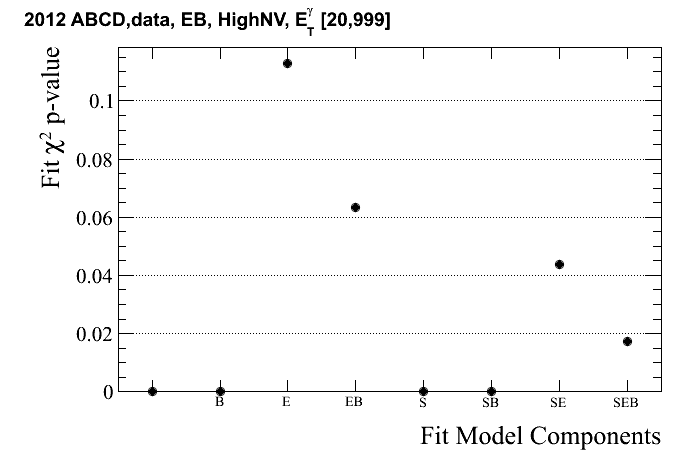 2012 ABCD,data, EB, HighNV, E_T^γ [20,999]
Fit χ² p-value
0.1
0.08
0.06
0.04
0.02
0
B E EB S SB SE SEB
Fit Model Components